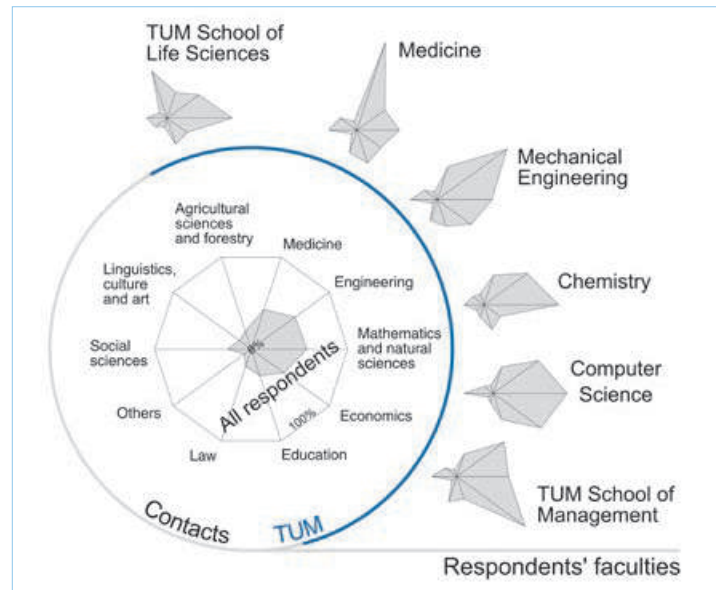 TUM School of
Life Sciences
Medicine
Mechanical
Engineering
Agricultural
sciences
and forestry
Medicine
Linguistics,
culture
and art
Engineering
Chemistry
Social
sciences
0%
Mathematics
and natural
sciences
Computer
Science
All respondents
Others
100%
Economics
Law
Education
TUM School of
Management
Contacts
TUM
Respondents' faculties